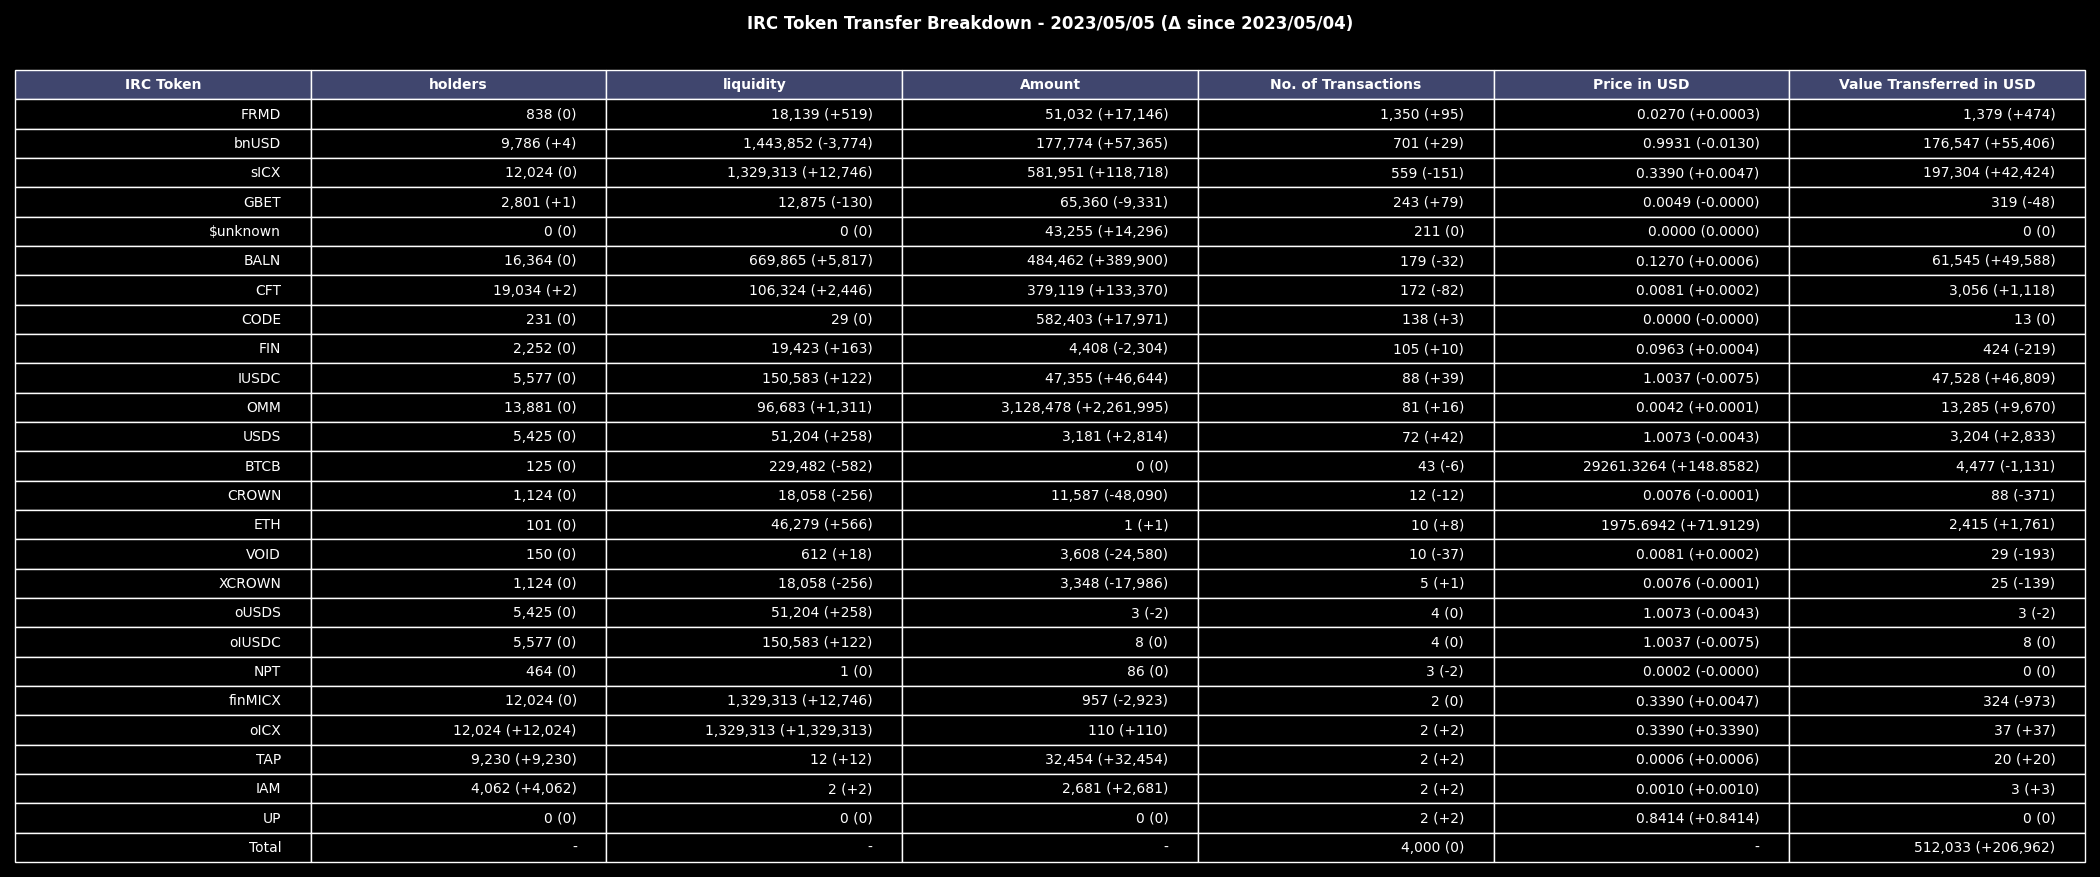 IRC Token Transfer Breakdown - 2023/05/05 (Δ since 2023/05/04)
IRC Token holders liquidity Amount No. of Transactions Price in USD Value Transferred in USD
FRMD 838 (0) 18,139 (+519) 51,032 (+17,146) 1,350 (+95) 0.0270 (+0.0003) 1,379 (+474)
bnUSD 9,786 (+4) 1,443,852 (-3,774) 177,774 (+57,365) 701 (+29) 0.9931 (-0.0130) 176,547 (+55,406)
sICX 12,024 (0) 1,329,313 (+12,746) 581,951 (+118,718) 559 (-151) 0.3390 (+0.0047) 197,304 (+42,424)
GBET 2,801 (+1) 12,875 (-130) 65,360 (-9,331) 243 (+79) 0.0049 (-0.0000) 319 (-48)
$unknown 0 (0) 0 (0) 43,255 (+14,296) 211 (0) 0.0000 (0.0000) 0 (0)
BALN 16,364 (0) 669,865 (+5,817) 484,462 (+389,900) 179 (-32) 0.1270 (+0.0006) 61,545 (+49,588)
CFT 19,034 (+2) 106,324 (+2,446) 379,119 (+133,370) 172 (-82) 0.0081 (+0.0002) 3,056 (+1,118)
CODE 231 (0) 29 (0) 582,403 (+17,971) 138 (+3) 0.0000 (-0.0000) 13 (0)
FIN 2,252 (0) 19,423 (+163) 4,408 (-2,304) 105 (+10) 0.0963 (+0.0004) 424 (-219)
IUSDC 5,577 (0) 150,583 (+122) 47,355 (+46,644) 88 (+39) 1.0037 (-0.0075) 47,528 (+46,809)
OMM 13,881 (0) 96,683 (+1,311) 3,128,478 (+2,261,995) 81 (+16) 0.0042 (+0.0001) 13,285 (+9,670)
USDS 5,425 (0) 51,204 (+258) 3,181 (+2,814) 72 (+42) 1.0073 (-0.0043) 3,204 (+2,833)
BTCB 125 (0) 229,482 (-582) 0 (0) 43 (-6) 29261.3264 (+148.8582) 4,477 (-1,131)
CROWN 1,124 (0) 18,058 (-256) 11,587 (-48,090) 12 (-12) 0.0076 (-0.0001) 88 (-371)
ETH 101 (0) 46,279 (+566) 1 (+1) 10 (+8) 1975.6942 (+71.9129) 2,415 (+1,761)
VOID 150 (0) 612 (+18) 3,608 (-24,580) 10 (-37) 0.0081 (+0.0002) 29 (-193)
XCROWN 1,124 (0) 18,058 (-256) 3,348 (-17,986) 5 (+1) 0.0076 (-0.0001) 25 (-139)
oUSDS 5,425 (0) 51,204 (+258) 3 (-2) 4 (0) 1.0073 (-0.0043) 3 (-2)
oIUSDC 5,577 (0) 150,583 (+122) 8 (0) 4 (0) 1.0037 (-0.0075) 8 (0)
NPT 464 (0) 1 (0) 86 (0) 3 (-2) 0.0002 (-0.0000) 0 (0)
finMICX 12,024 (0) 1,329,313 (+12,746) 957 (-2,923) 2 (0) 0.3390 (+0.0047) 324 (-973)
oICX 12,024 (+12,024) 1,329,313 (+1,329,313) 110 (+110) 2 (+2) 0.3390 (+0.3390) 37 (+37)
TAP 9,230 (+9,230) 12 (+12) 32,454 (+32,454) 2 (+2) 0.0006 (+0.0006) 20 (+20)
IAM 4,062 (+4,062) 2 (+2) 2,681 (+2,681) 2 (+2) 0.0010 (+0.0010) 3 (+3)
UP 0 (0) 0 (0) 0 (0) 2 (+2) 0.8414 (+0.8414) 0 (0)
Total - - - 4,000 (0) - 512,033 (+206,962)